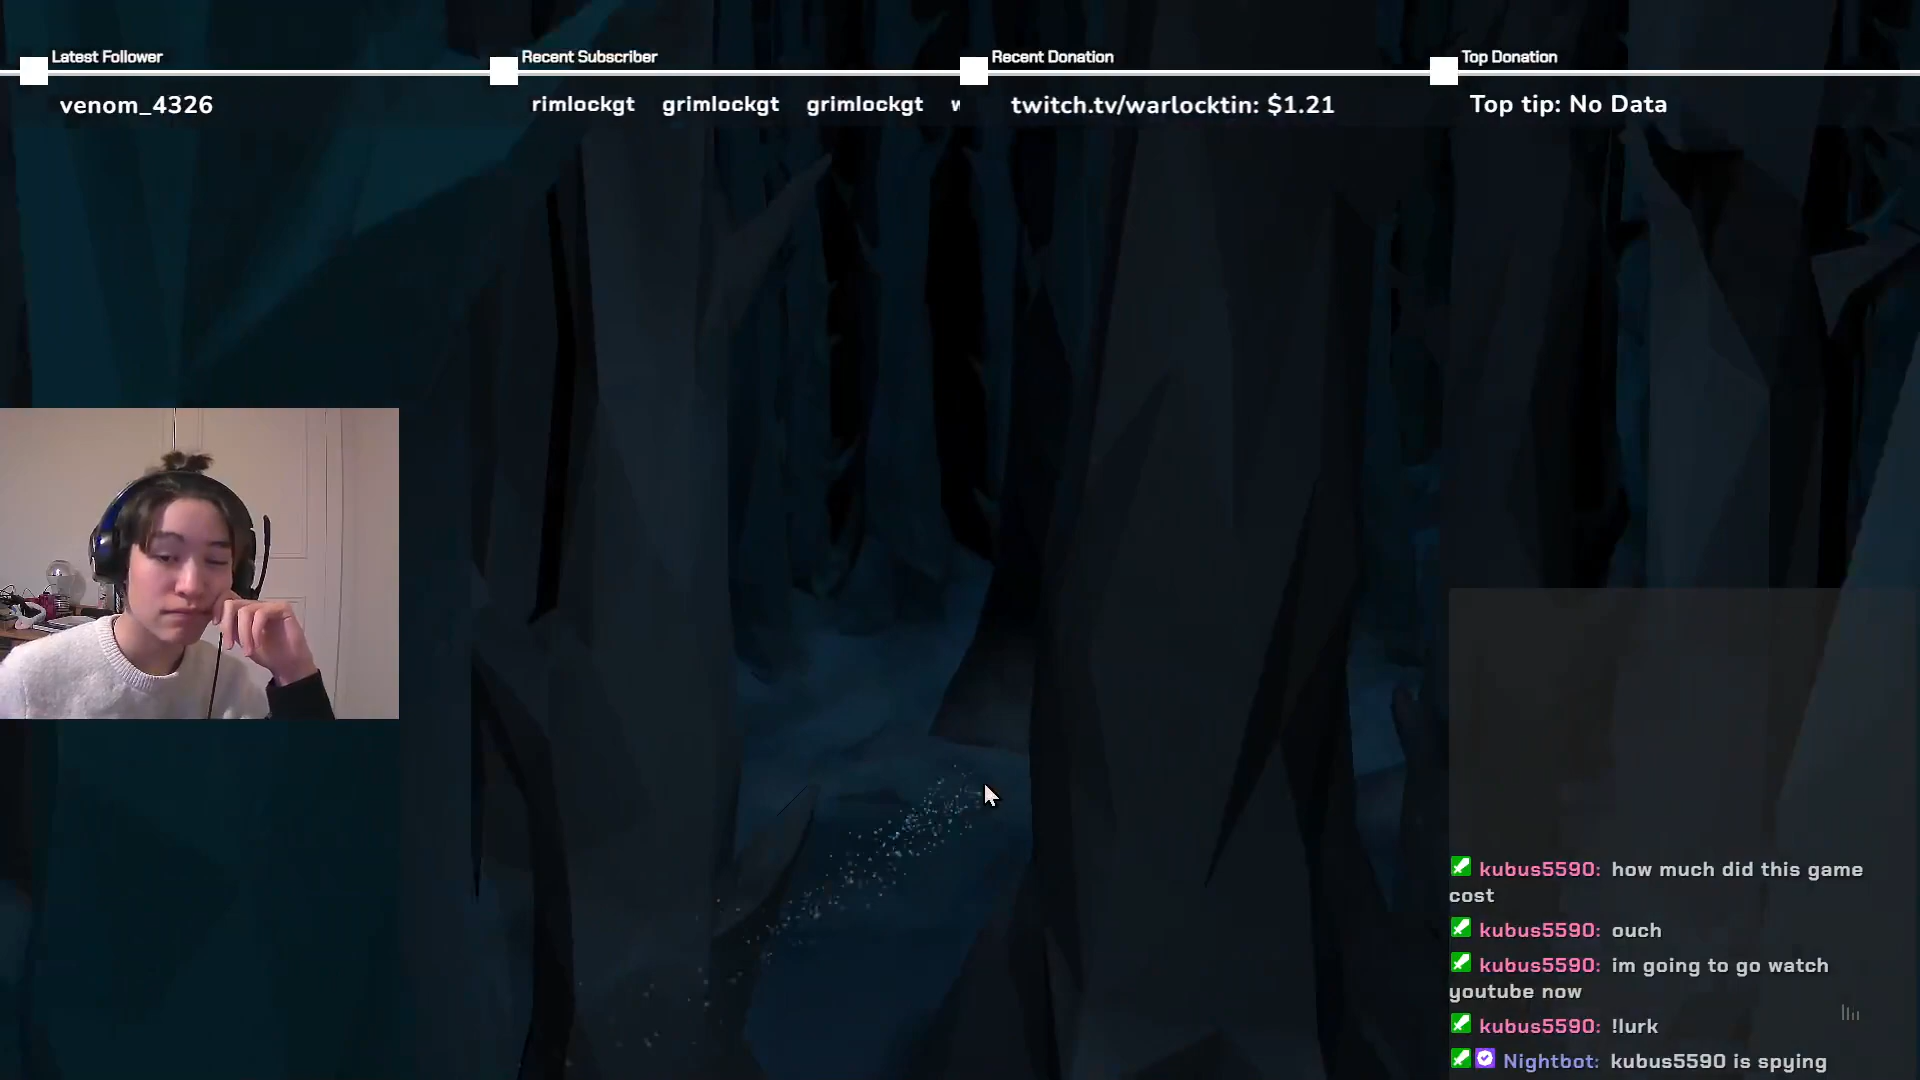 Latest Follower
Recent Subscriber
Recent Donation
Top Donation
venom_4326
rimlockgt grimlockgt grimlockgt
twitch.tv/warlocktin: $1.21
Top tip: No Data
kubus5590: how much did this game
cost
kubus5590: ouch
kubus5590: im going to go watch
youtube now
kubus5590: !lurk
Nightbot: kubus5590 is spying